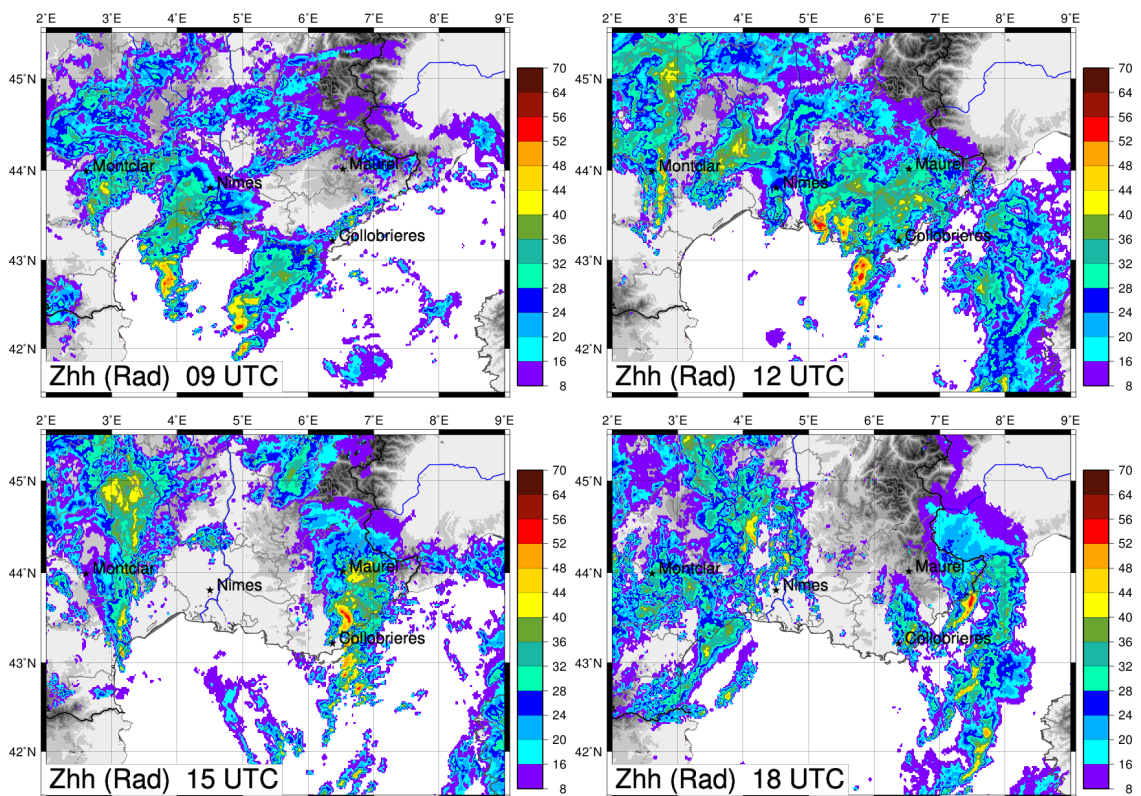 2˚E 3˚ 4˚ 5˚ 6˚ 7˚ 8˚ 9˚E
2˚E 3˚ 4˚ 5˚ 6˚ 7˚ 8˚ 9˚E
45˚N
44˚N
43˚N
42˚N
Montclar
Nimes
Maurel
Collobrieres
Zhh (Rad) 09 UTC
70
64
56
52
48
44
40
36
32
28
24
20
16
8
45˚N
44˚N
43˚N
42˚N
Montclar
Nimes
Maurel
Collobrieres
Zhh (Rad) 12 UTC
70
64
56
52
48
44
40
36
32
28
24
20
16
8
2˚E 3˚ 4˚ 5˚ 6˚ 7˚ 8˚ 9˚E
2˚E 3˚ 4˚ 5˚ 6˚ 7˚ 8˚ 9˚E
45˚N
44˚N
43˚N
42˚N
Montclar
Nimes
Maurel
Collobrieres
Zhh (Rad) 15 UTC
70
64
56
52
48
44
40
36
32
28
24
20
16
8
45˚N
44˚N
43˚N
42˚N
Montclar
Nimes
Maurel
Collobrieres
Zhh (Rad) 18 UTC
70
64
56
52
48
44
40
36
32
28
24
20
16
8